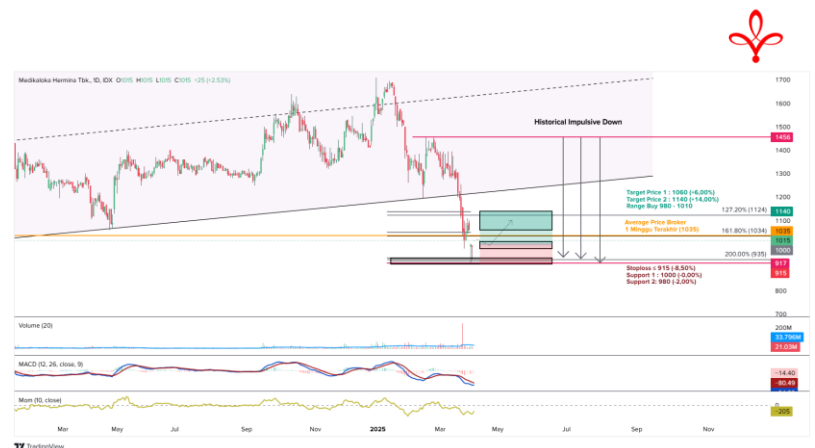 Medikaloka Hermina Tbk., 1D, IDX O1015 H1015 L1015 C1015 +25 (+2.53%)
1700
1600
Historical Impulsive Down
1500
1456
1400
1300
1200
Target Price 1 : 1060 (+6,00%)
Target Price 2 : 1140 (+14,00%)
Range Buy 980 - 1010
127.20% (1124)
1140
1100
Average Price Broker
1 Minggu Terakhir (1035)
161.80% (1034)
1035
1015
1000
200.00% (935)
917
915
Stoploss ≤ 915 (-8,50%)
Support 1 : 1000 (-0,00%)
Support 2: 980 (-2,00%)
800
700
Volume (20)
200M
33.796M
21.03M
MACD (12, 26, close, 9)
-14.40
-80.49
Mom (10, close)
0
-205
Mar May Jul Sep Nov 2025 Mar May Jul Sep Nov
TradingView